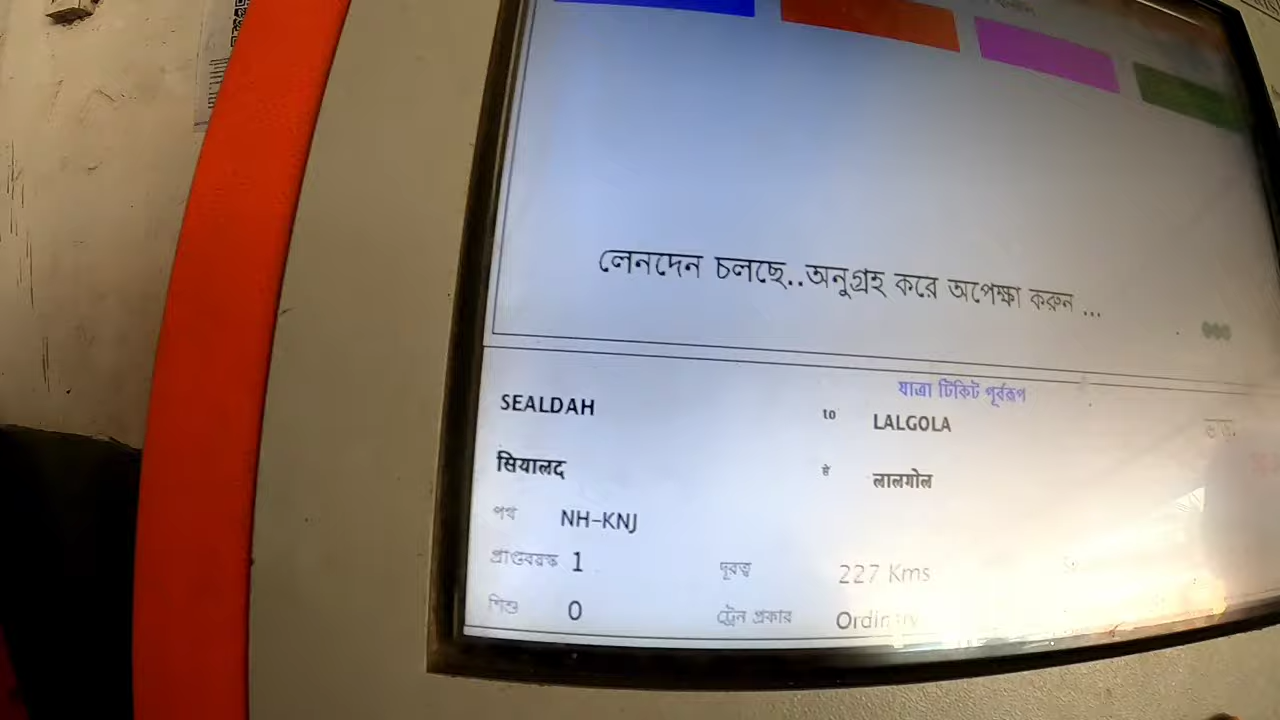 লেনদেন চলছে..অনুগ্রহ করে অপেক্ষা করুন ...
যাত্রা টিকিট পূর্বরূপ
SEALDAH to LALGOLA
सियालद से लालगोल
পথ NH-KNJ
প্রাপ্তবয়স্ক 1 দূরত্ব 227 Kms
শিশু 0 ট্রেন প্রকার